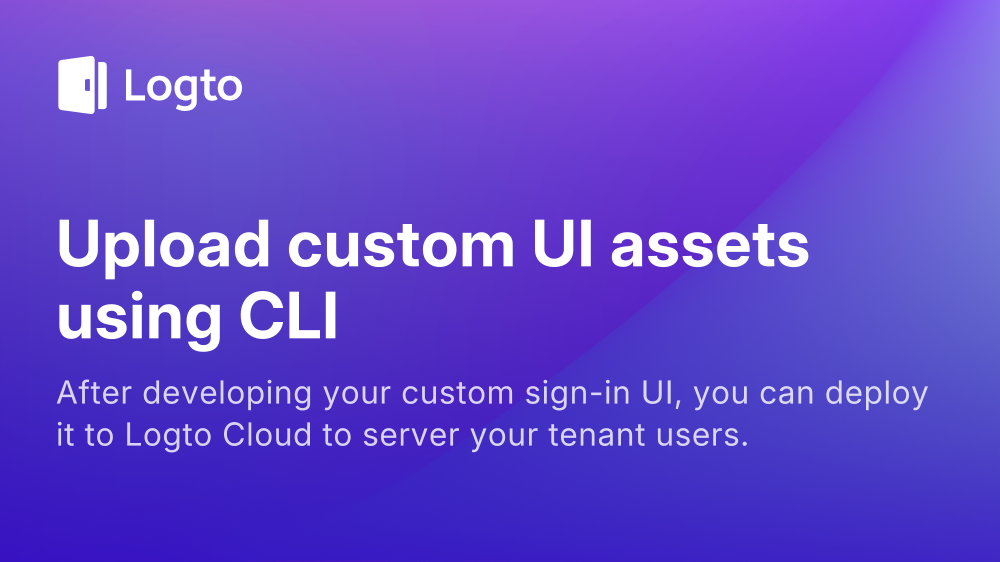 Logto
Upload custom UI assets
using CLI
After developing your custom sign-in UI, you can deploy
it to Logto Cloud to server your tenant users.